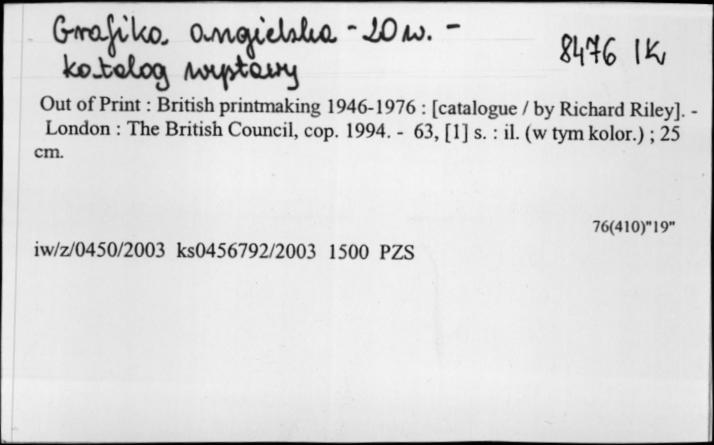 Grafika angielska - 20 w. -
katalog wystawy
8476 IK
Out of Print : British printmaking 1946-1976 : [catalogue / by Richard Riley]. -
London : The British Council, cop. 1994. - 63, [1] s. : il. (w tym kolor.) ; 25
cm.
76(410)"19"
iw/z/0450/2003 ks0456792/2003 1500 PZS